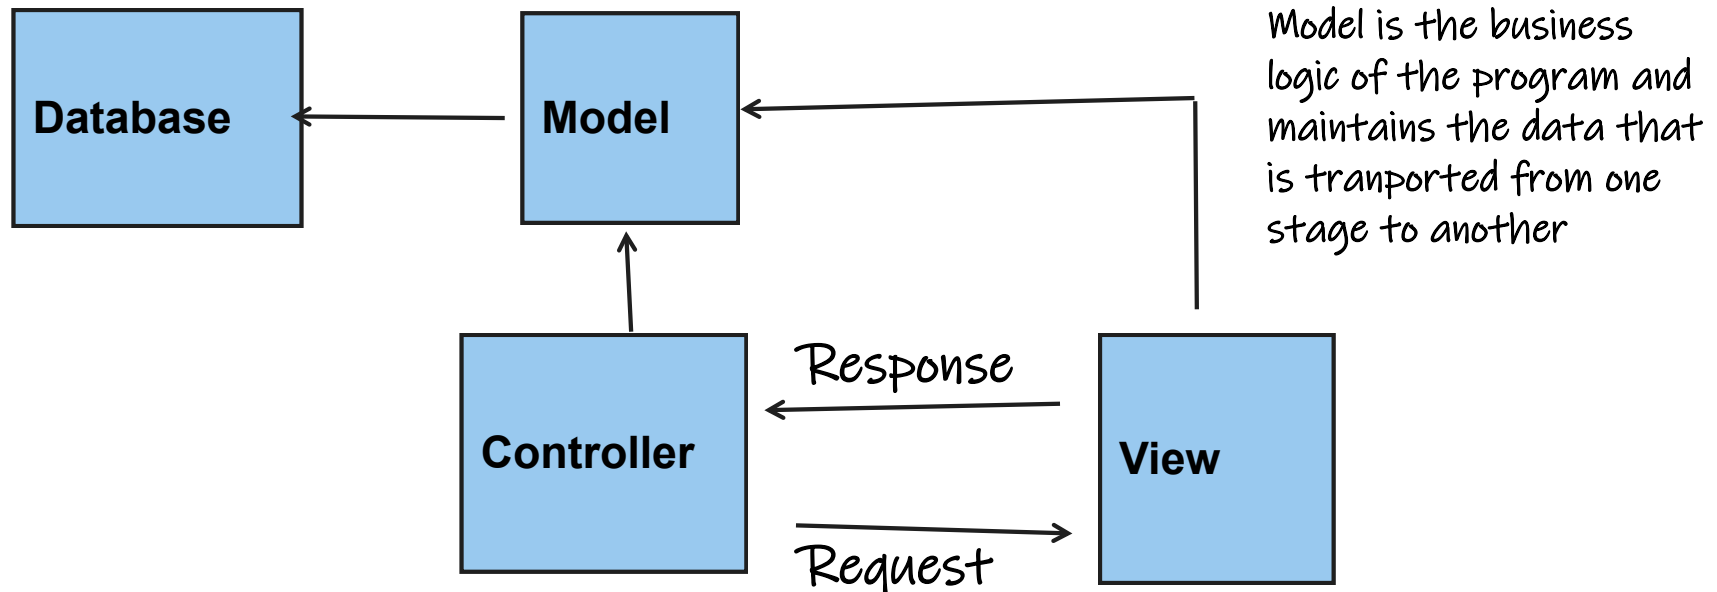 Database
Model
Model is the business
logic of the program and
maintains the data that
is tranported from one
stage to another
Controller
Response
Request
View